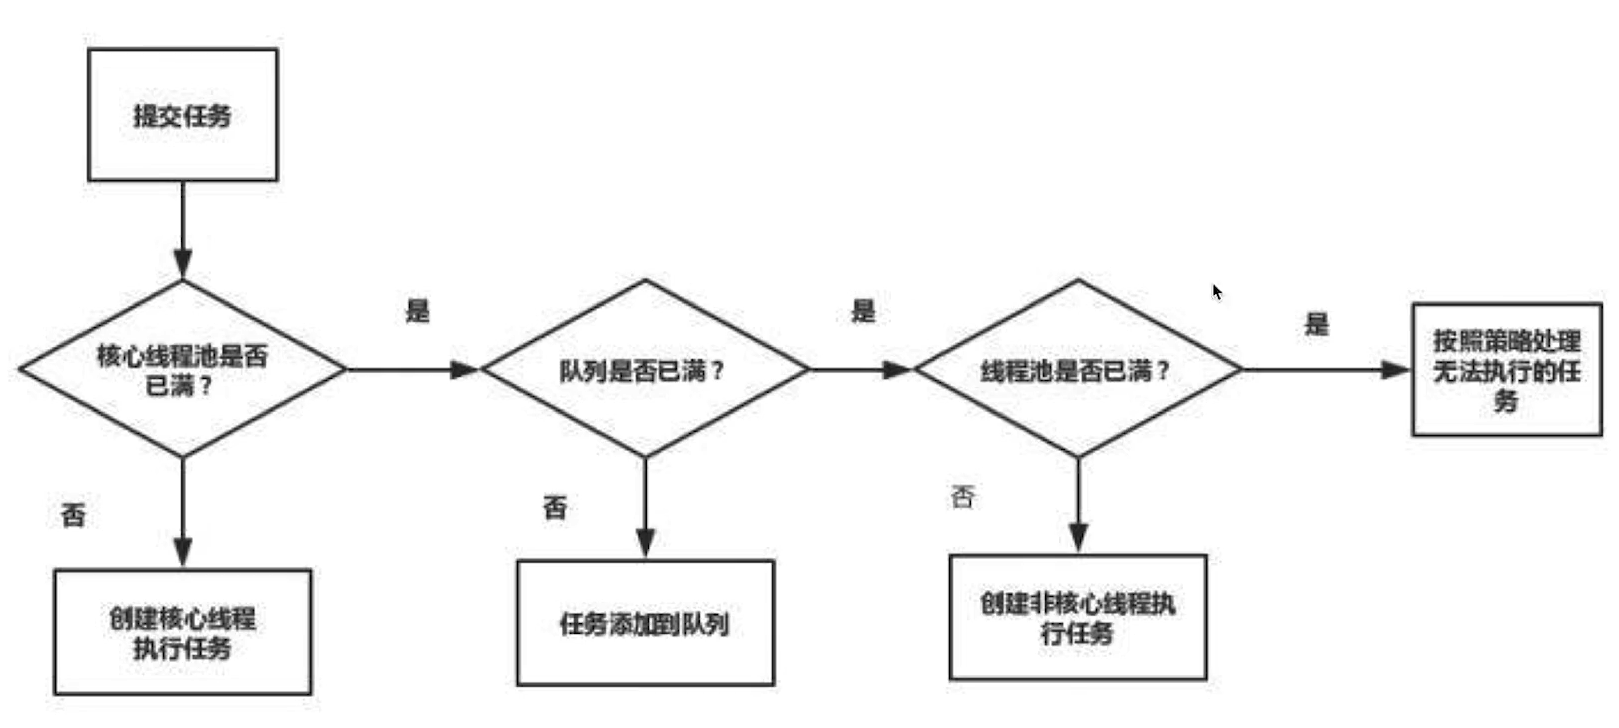 提交任务
核心线程池是否
已满？
是
队列是否已满？
是
线程池是否已满？
是
按照策略处理
无法执行的任
务
否
创建核心线程
执行任务
否
任务添加到队列
否
创建非核心线程执
行任务